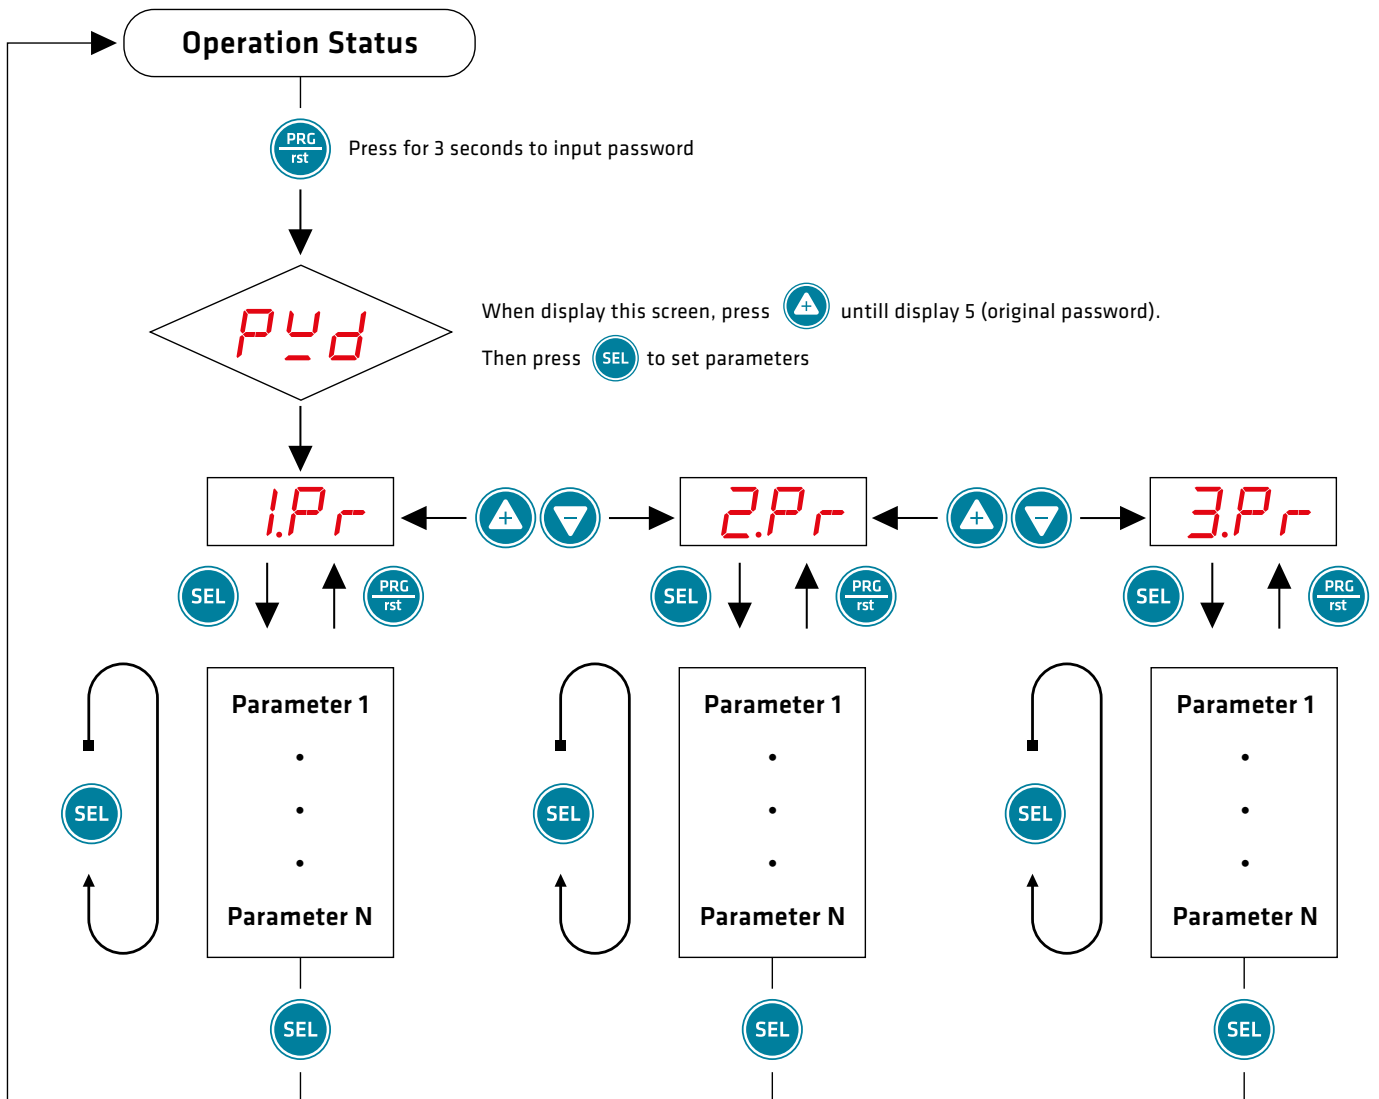 Operation Status
PRG
rst
Press for 3 seconds to input password
When display this screen, press + untill display 5 (original password).
Then press SEL to set parameters
1.Pr
+ −
2.Pr
+ −
3.Pr
SEL
PRG
rst
SEL
PRG
rst
SEL
PRG
rst
Parameter 1
Parameter 1
Parameter 1
SEL
SEL
SEL
Parameter N
Parameter N
Parameter N
SEL
SEL
SEL